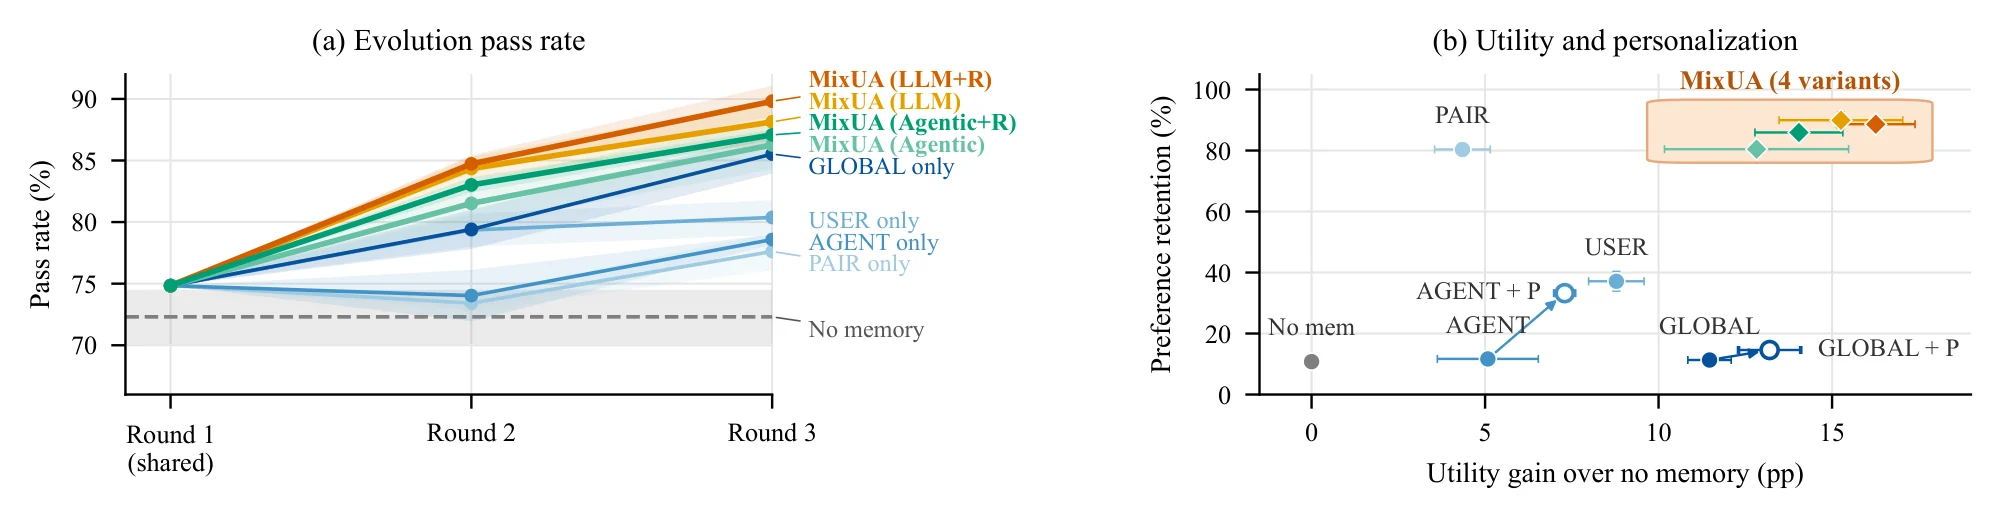 (a) Evolution pass rate
Pass rate (%)
90
85
80
75
70
Round 1
(shared)
Round 2
Round 3
MixUA (LLM+R)
MixUA (LLM)
MixUA (Agentic+R)
MixUA (Agentic)
GLOBAL only
USER only
AGENT only
PAIR only
No memory
(b) Utility and personalization
Preference retention (%)
100
80
60
40
20
0
MixUA (4 variants)
PAIR
USER
AGENT + P
AGENT
No mem
GLOBAL
GLOBAL + P
0
5
10
15
Utility gain over no memory (pp)